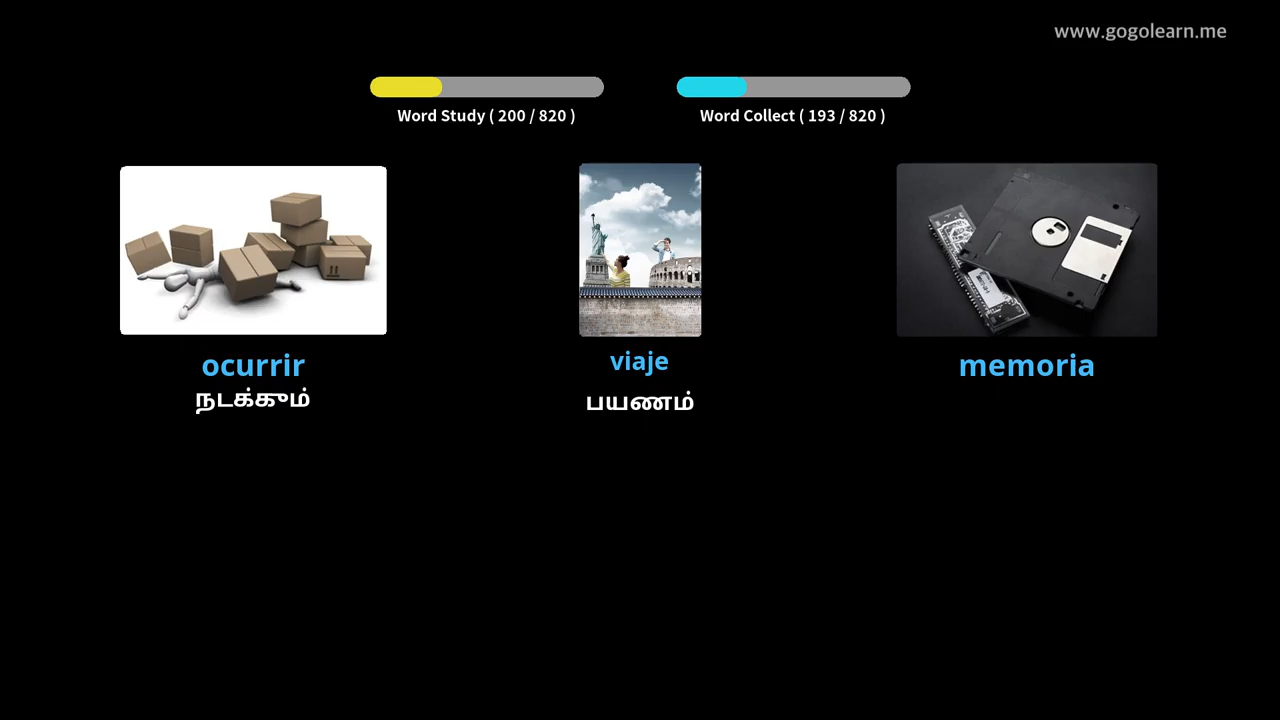 www.gogolearn.me
Word Study ( 200 / 820 )
Word Collect ( 193 / 820 )
ocurrir
நடக்கும்
viaje
பயணம்
memoria